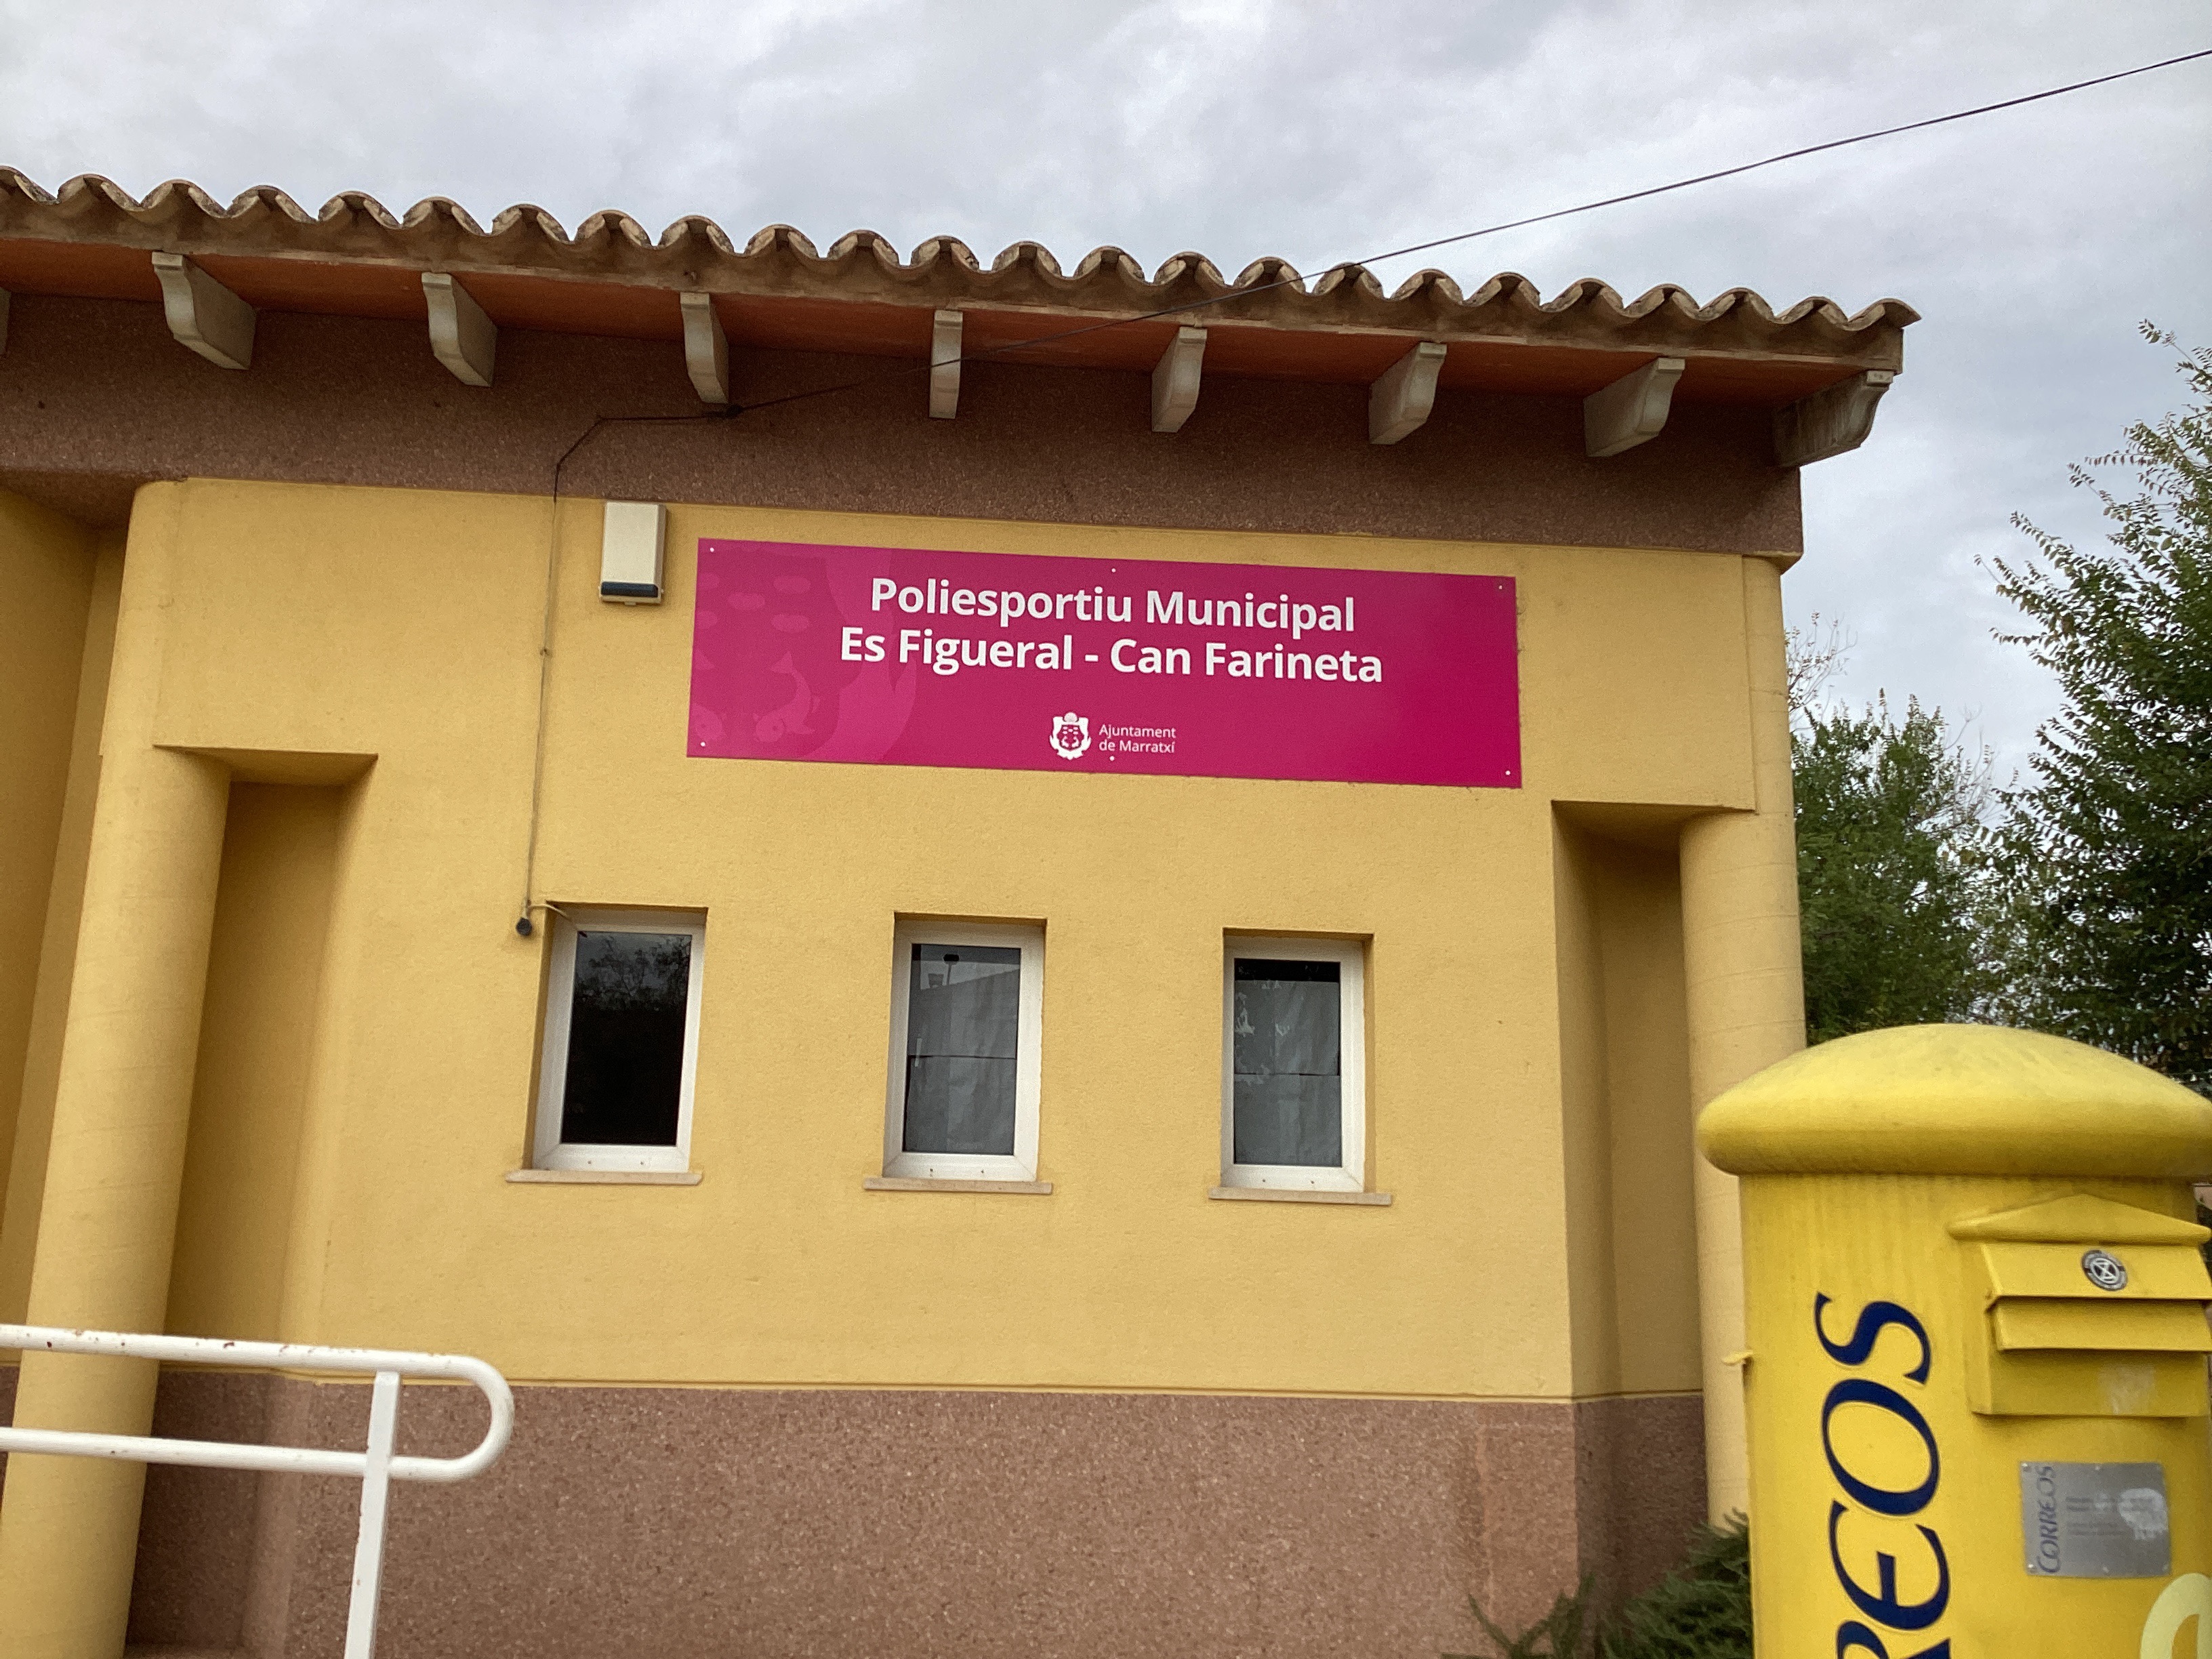 Poliesportiu Municipal
Es Figueral - Can Farineta
Ajuntament
de Marratxí
REOS
CORREOS